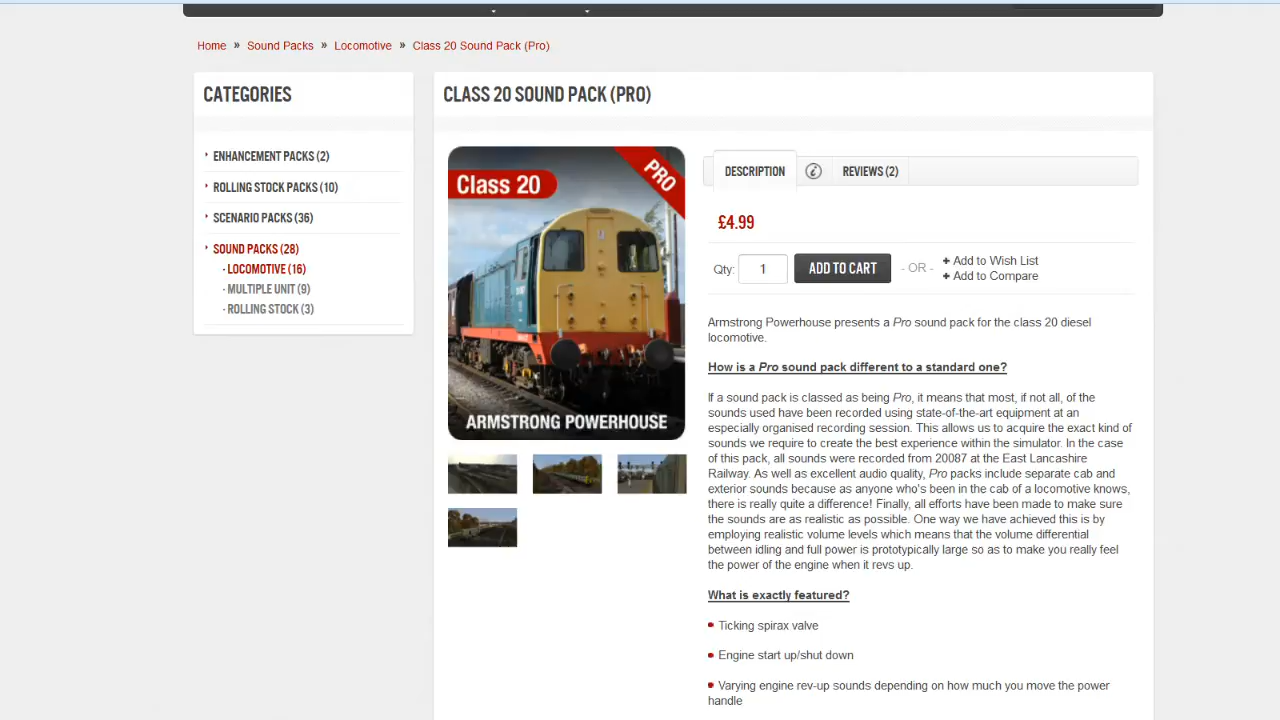 Home » Sound Packs » Locomotive » Class 20 Sound Pack (Pro)
CATEGORIES
ENHANCEMENT PACKS (2)
ROLLING STOCK PACKS (10)
SCENARIO PACKS (36)
SOUND PACKS (28)
- LOCOMOTIVE (16)
- MULTIPLE UNIT (9)
- ROLLING STOCK (3)
CLASS 20 SOUND PACK (PRO)
PRO
Class 20
ARMSTRONG POWERHOUSE
DESCRIPTION
REVIEWS (2)
£4.99
Qty: 1 ADD TO CART - OR - + Add to Wish List
+ Add to Compare
Armstrong Powerhouse presents a Pro sound pack for the class 20 diesel
locomotive.
How is a Pro sound pack different to a standard one?
If a sound pack is classed as being Pro, it means that most, if not all, of the
sounds used have been recorded using state-of-the-art equipment at an
especially organised recording session. This allows us to acquire the exact kind of
sounds we require to create the best experience within the simulator. In the case
of this pack, all sounds were recorded from 20087 at the East Lancashire
Railway. As well as excellent audio quality, Pro packs include separate cab and
exterior sounds because as anyone who's been in the cab of a locomotive knows,
there is really quite a difference! Finally, all efforts have been made to make sure
the sounds are as realistic as possible. One way we have achieved this is by
employing realistic volume levels which means that the volume differential
between idling and full power is prototypically large so as to make you really feel
the power of the engine when it revs up.
What is exactly featured?
Ticking spirax valve
Engine start up/shut down
Varying engine rev-up sounds depending on how much you move the power
handle